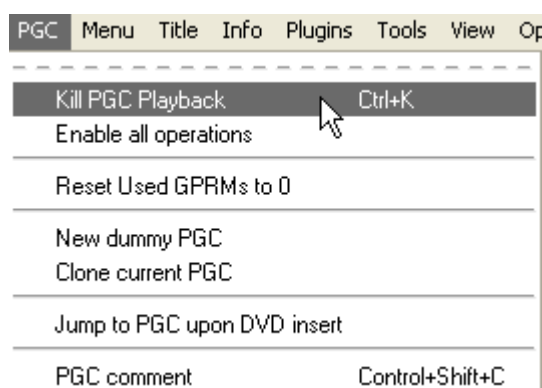 PGC Menu Title Info Plugins Tools View Op
Kill PGC Playback Ctrl+K
Enable all operations
Reset Used GPRMs to 0
New dummy PGC
Clone current PGC
Jump to PGC upon DVD insert
PGC comment Control+Shift+C